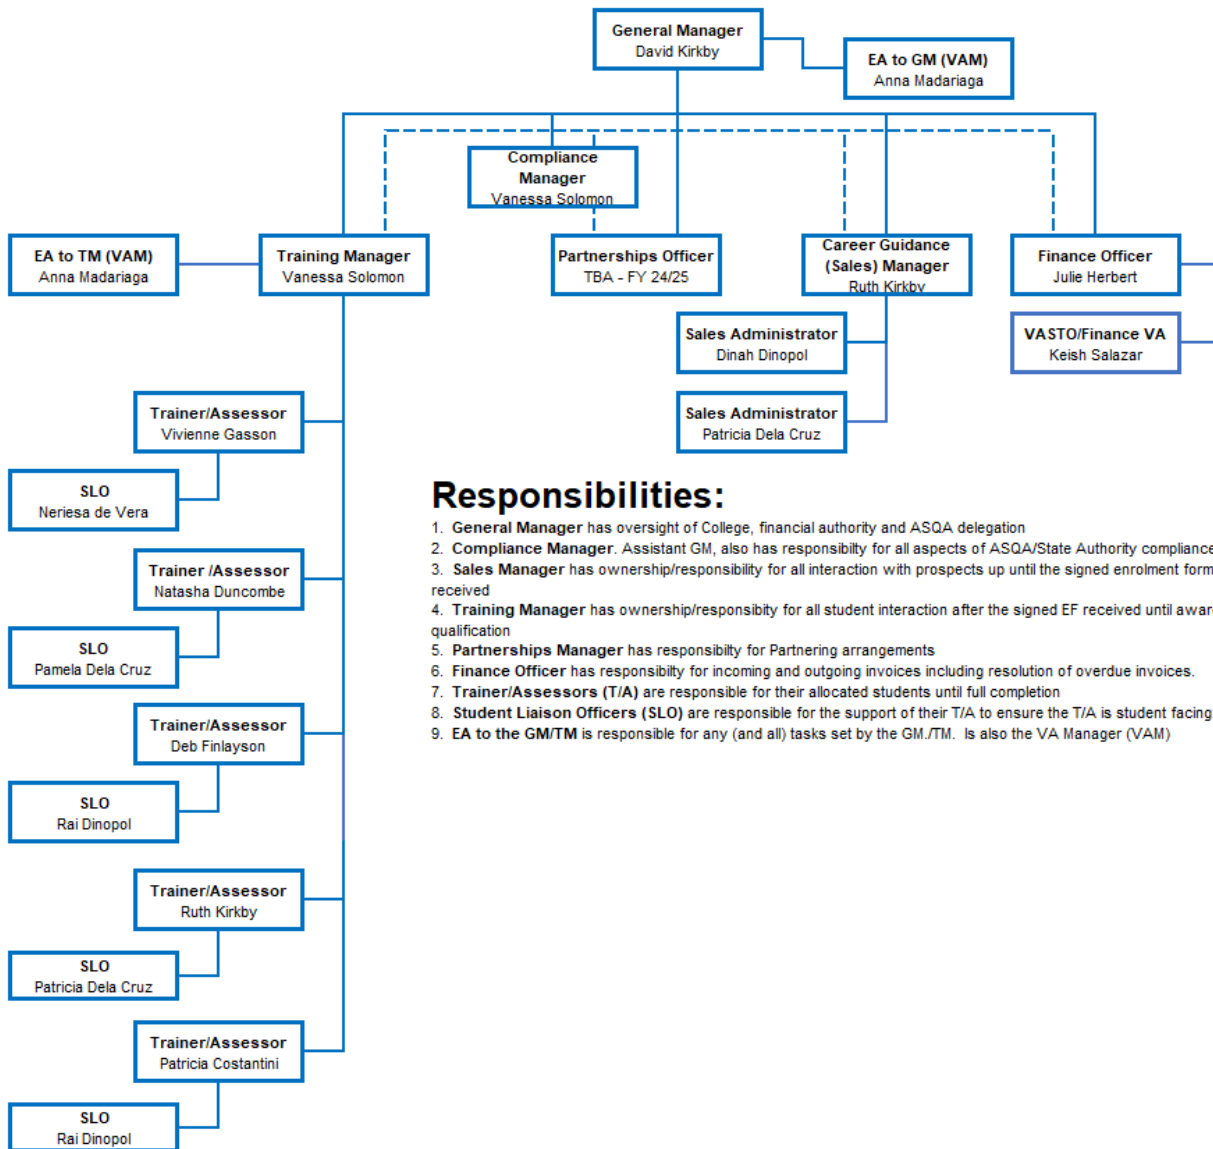 General Manager
David Kirkby
EA to GM (VAM)
Anna Madariaga
Compliance
Manager
Vanessa Solomon
EA to TM (VAM)
Anna Madariaga
Training Manager
Vanessa Solomon
Partnerships Officer
TBA - FY 24/25
Career Guidance
(Sales) Manager
Ruth Kirkby
Finance Officer
Julie Herbert
Sales Administrator
Dinah Dinopol
VASTO/Finance VA
Keish Salazar
Sales Administrator
Patricia Dela Cruz
Trainer/Assessor
Vivienne Gasson
SLO
Neriesa de Vera
Trainer /Assessor
Natasha Duncombe
SLO
Pamela Dela Cruz
Trainer/Assessor
Deb Finlayson
SLO
Rai Dinopol
Trainer/Assessor
Ruth Kirkby
SLO
Patricia Dela Cruz
Trainer/Assessor
Patricia Costantini
SLO
Rai Dinopol
Responsibilities:
1. General Manager has oversight of College, financial authority and ASQA delegation
2. Compliance Manager. Assistant GM, also has responsibilty for all aspects of ASQA/State Authority compliance
3. Sales Manager has ownership/responsibility for all interaction with prospects up until the signed enrolment form
received
4. Training Manager has ownership/responsibity for all student interaction after the signed EF received until awar
qualification
5. Partnerships Manager has responsibilty for Partnering arrangements
6. Finance Officer has responsibilty for incoming and outgoing invoices including resolution of overdue invoices.
7. Trainer/Assessors (T/A) are responsible for their allocated students until full completion
8. Student Liaison Officers (SLO) are responsible for the support of their T/A to ensure the T/A is student facing
9. EA to the GM/TM is responsible for any (and all) tasks set by the GM./TM. Is also the VA Manager (VAM)